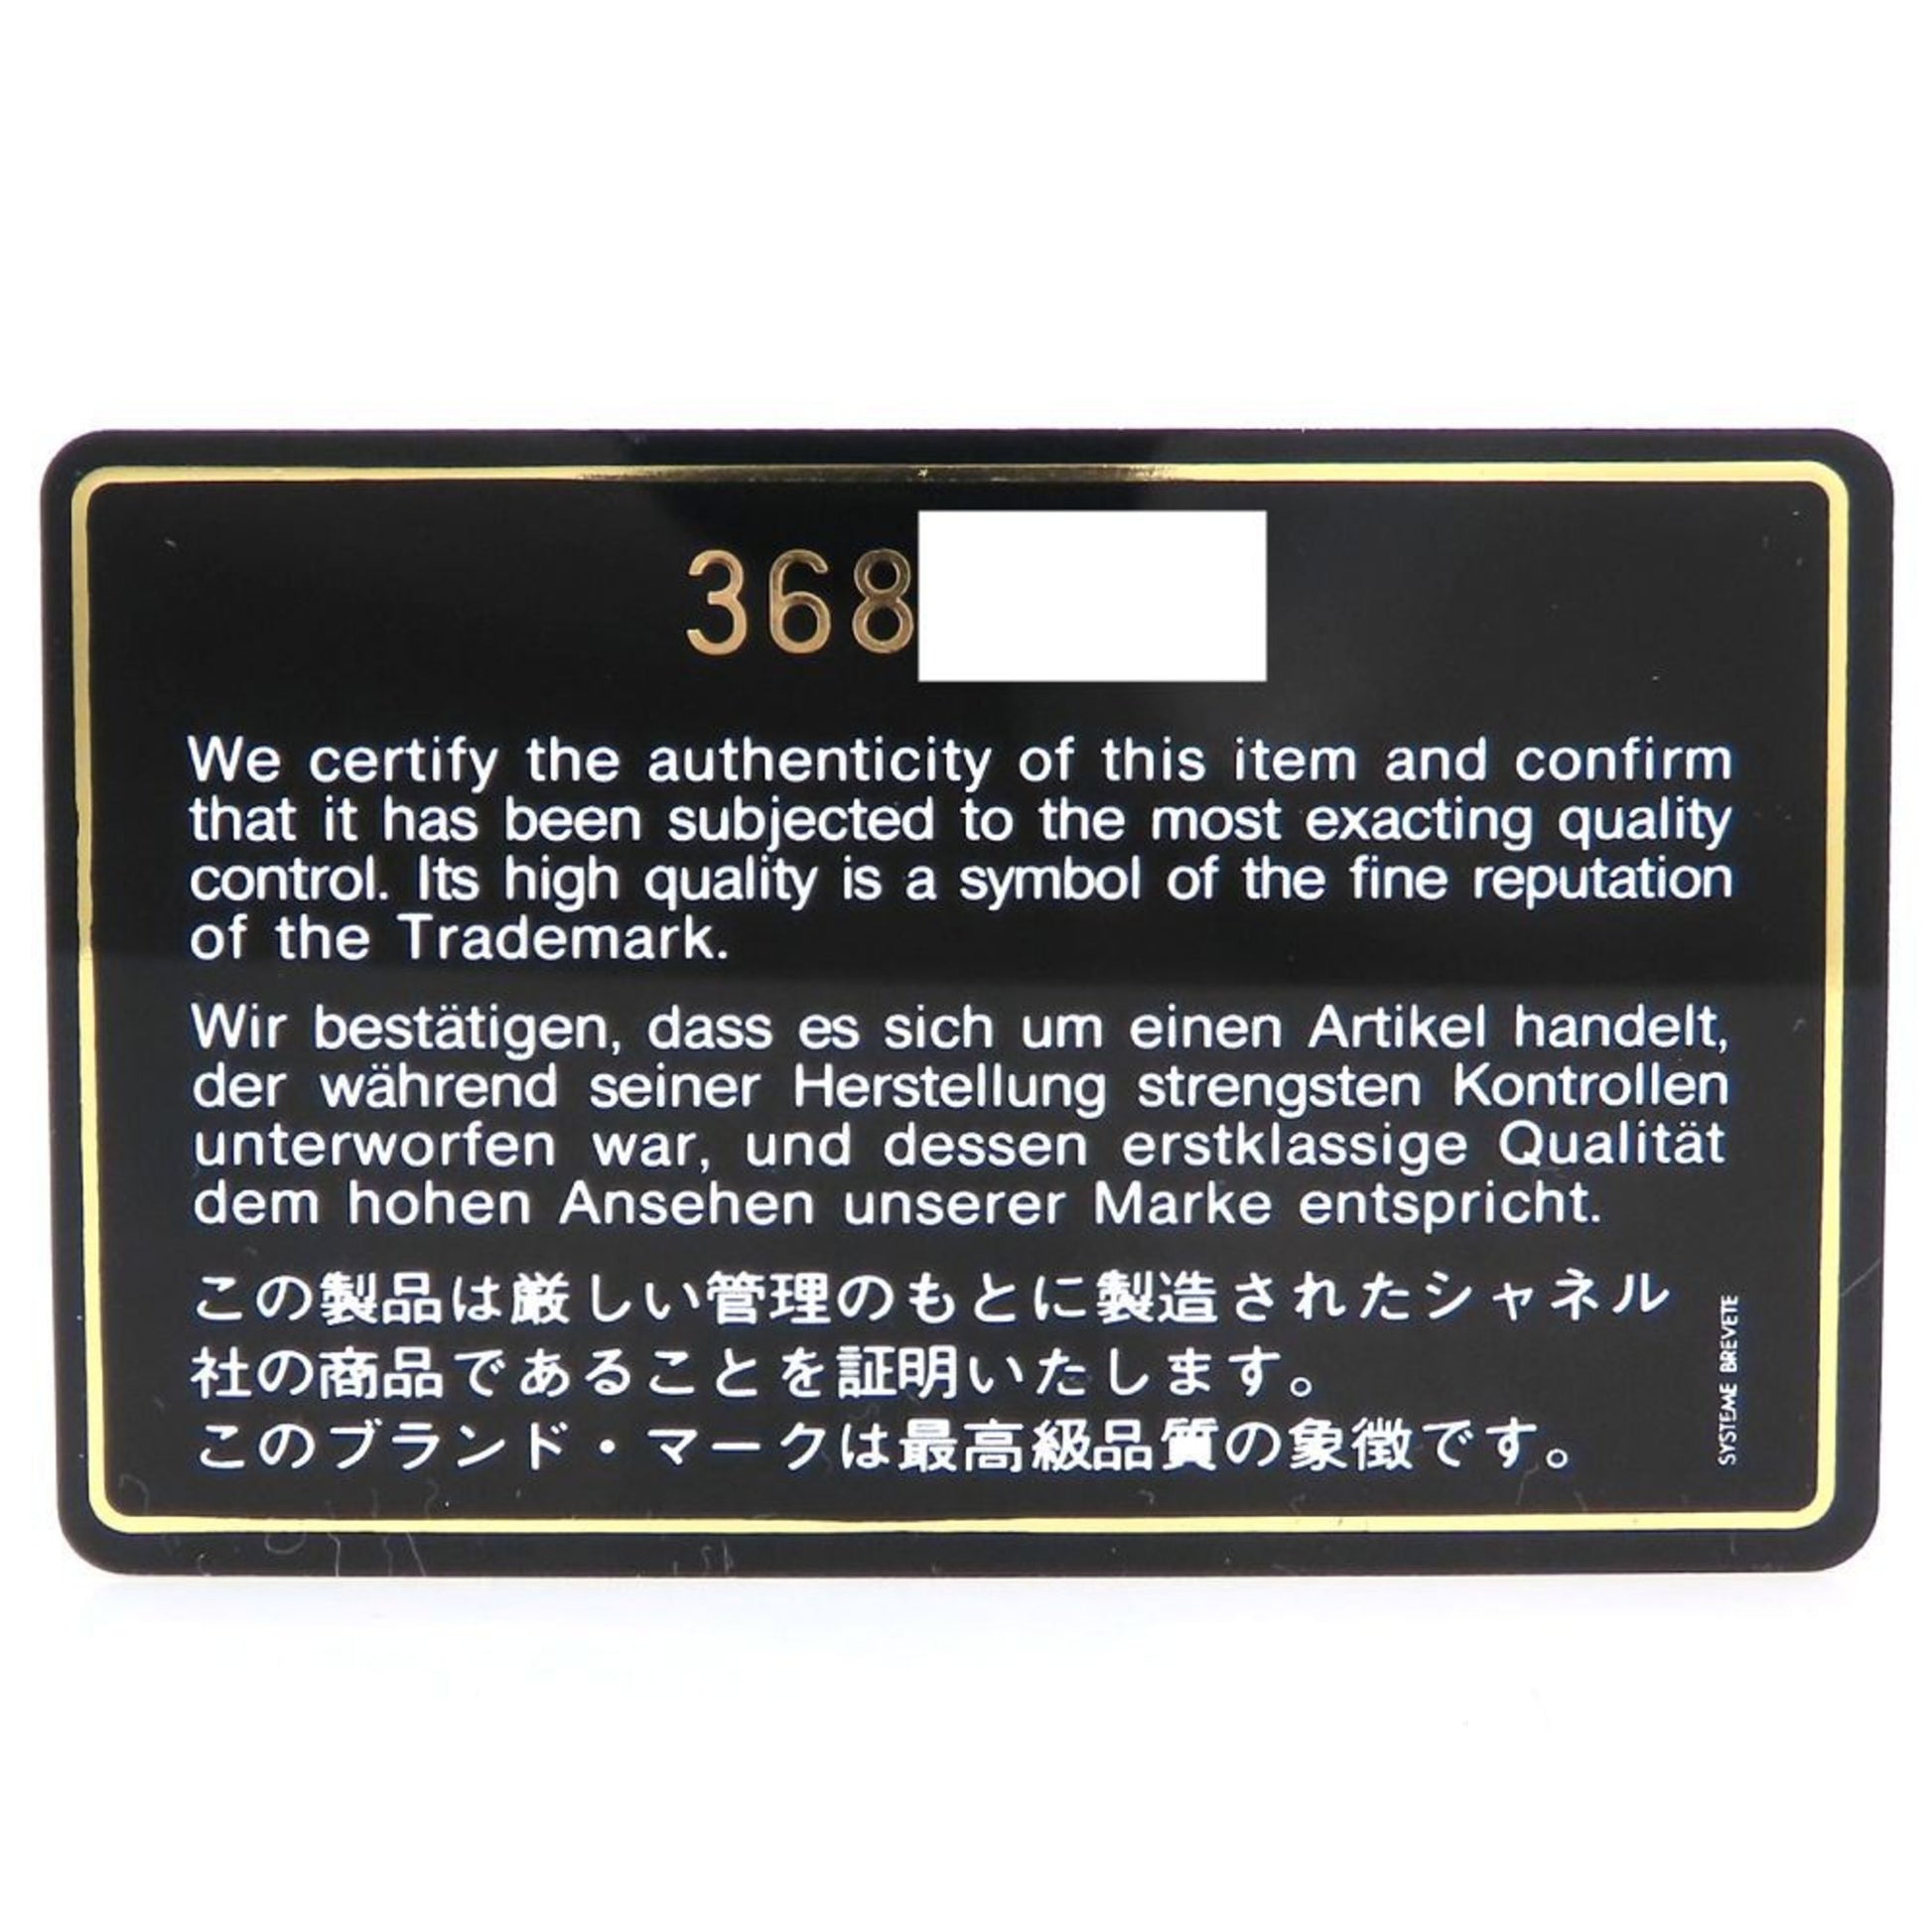 368
We certify the authenticity of this item and confirm
that it has been subjected to the most exacting quality
control. Its high quality is a symbol of the fine reputation
of the Trademark.
Wir bestätigen, dass es sich um einen Artikel handelt,
der während seiner Herstellung strengsten Kontrollen
unterworfen war, und dessen erstklassige Qualität
dem hohen Ansehen unserer Marke entspricht.
この製品は厳しい管理のもとに製造されたシャネル
社の商品であることを証明いたします。
このブランド・マークは最高級品質の象徴です。
SYSTEME BREVETE